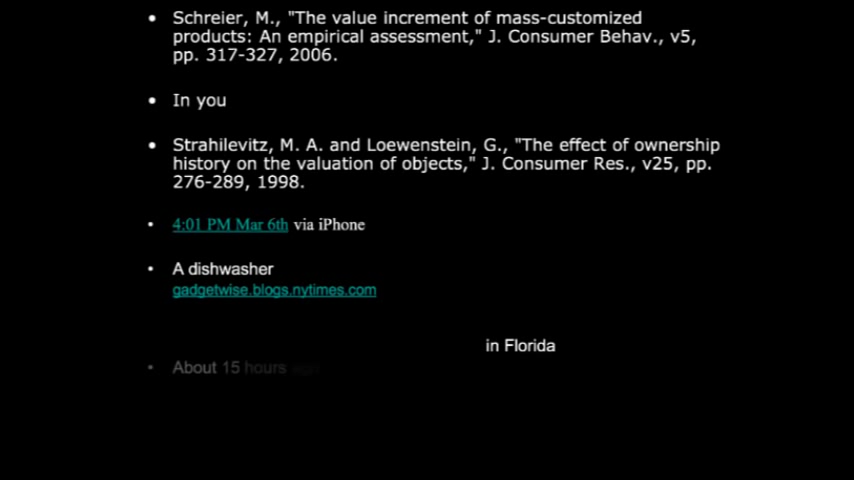 • Schreier, M., "The value increment of mass-customized
products: An empirical assessment," J. Consumer Behav., v5,
pp. 317-327, 2006.
• In you
• Strahilevitz, M. A. and Loewenstein, G., "The effect of ownership
history on the valuation of objects," J. Consumer Res., v25, pp.
276-289, 1998.
• 4:01 PM Mar 6th via iPhone
• A dishwasher
gadgetwise.blogs.nytimes.com
in Florida
• About 15 hours ago